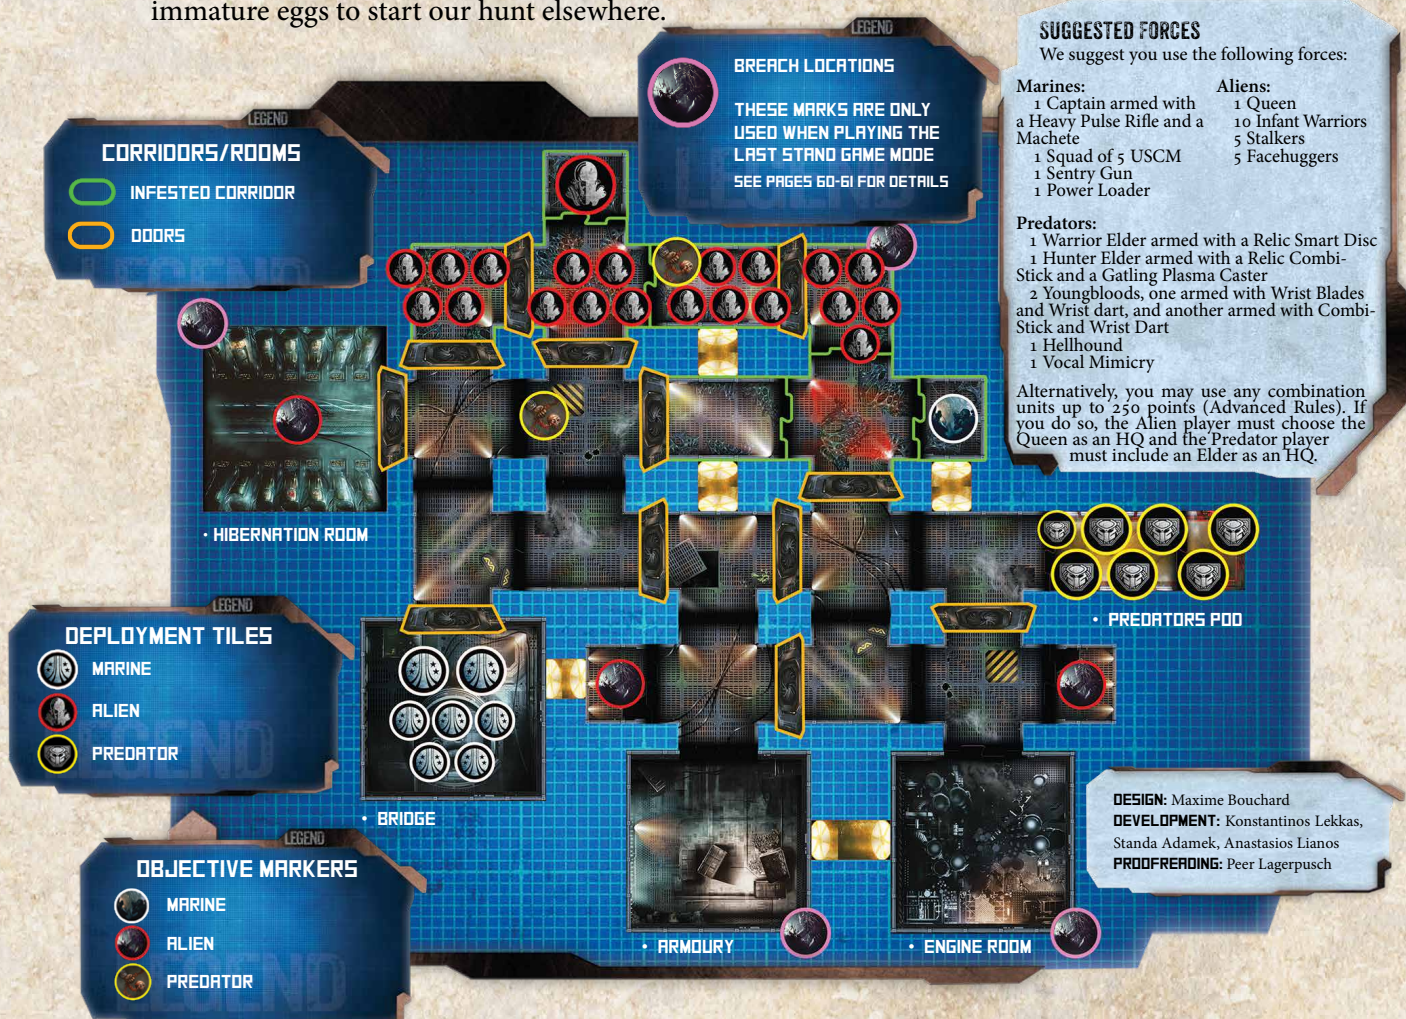 immature eggs to start our hunt elsewhere.
LEGEND
CORRIDORS/ROOMS
INFESTED CORRIDOR
DOORS
LEGEND
LEGEND
BREACH LOCATIONS
THESE MARKS ARE ONLY
USED WHEN PLAYING THE
LAST STAND GAME MODE
SEE PAGES 60-61 FOR DETAILS
LEGEND
SUGGESTED FORCES
We suggest you use the following forces:
Marines:
1 Captain armed with
a Heavy Pulse Rifle and a
Machete
1 Squad of 5 USCM
1 Sentry Gun
1 Power Loader
Aliens:
1 Queen
10 Infant Warriors
5 Stalkers
5 Facehuggers
Predators:
1 Warrior Elder armed with a Relic Smart Disc
1 Hunter Elder armed with a Relic Combi-
Stick and a Gatling Plasma Caster
2 Youngbloods, one armed with Wrist Blades
and Wrist dart, and another armed with Combi-
Stick and Wrist Dart
1 Hellhound
1 Vocal Mimicry
Alternatively, you may use any combination
units up to 250 points (Advanced Rules). If
you do so, the Alien player must choose the
Queen as an HQ and the Predator player
must include an Elder as an HQ.
• HIBERNATION ROOM
• PREDATORS POD
LEGEND
DEPLOYMENT TILES
MARINE
ALIEN
PREDATOR
LEGEND
• BRIDGE
LEGEND
OBJECTIVE MARKERS
MARINE
ALIEN
PREDATOR
LEGEND
• ARMOURY
• ENGINE ROOM
DESIGN: Maxime Bouchard
DEVELOPMENT: Konstantinos Lekkas,
Standa Adamek, Anastasios Lianos
PROOFREADING: Peer Lagerpusch